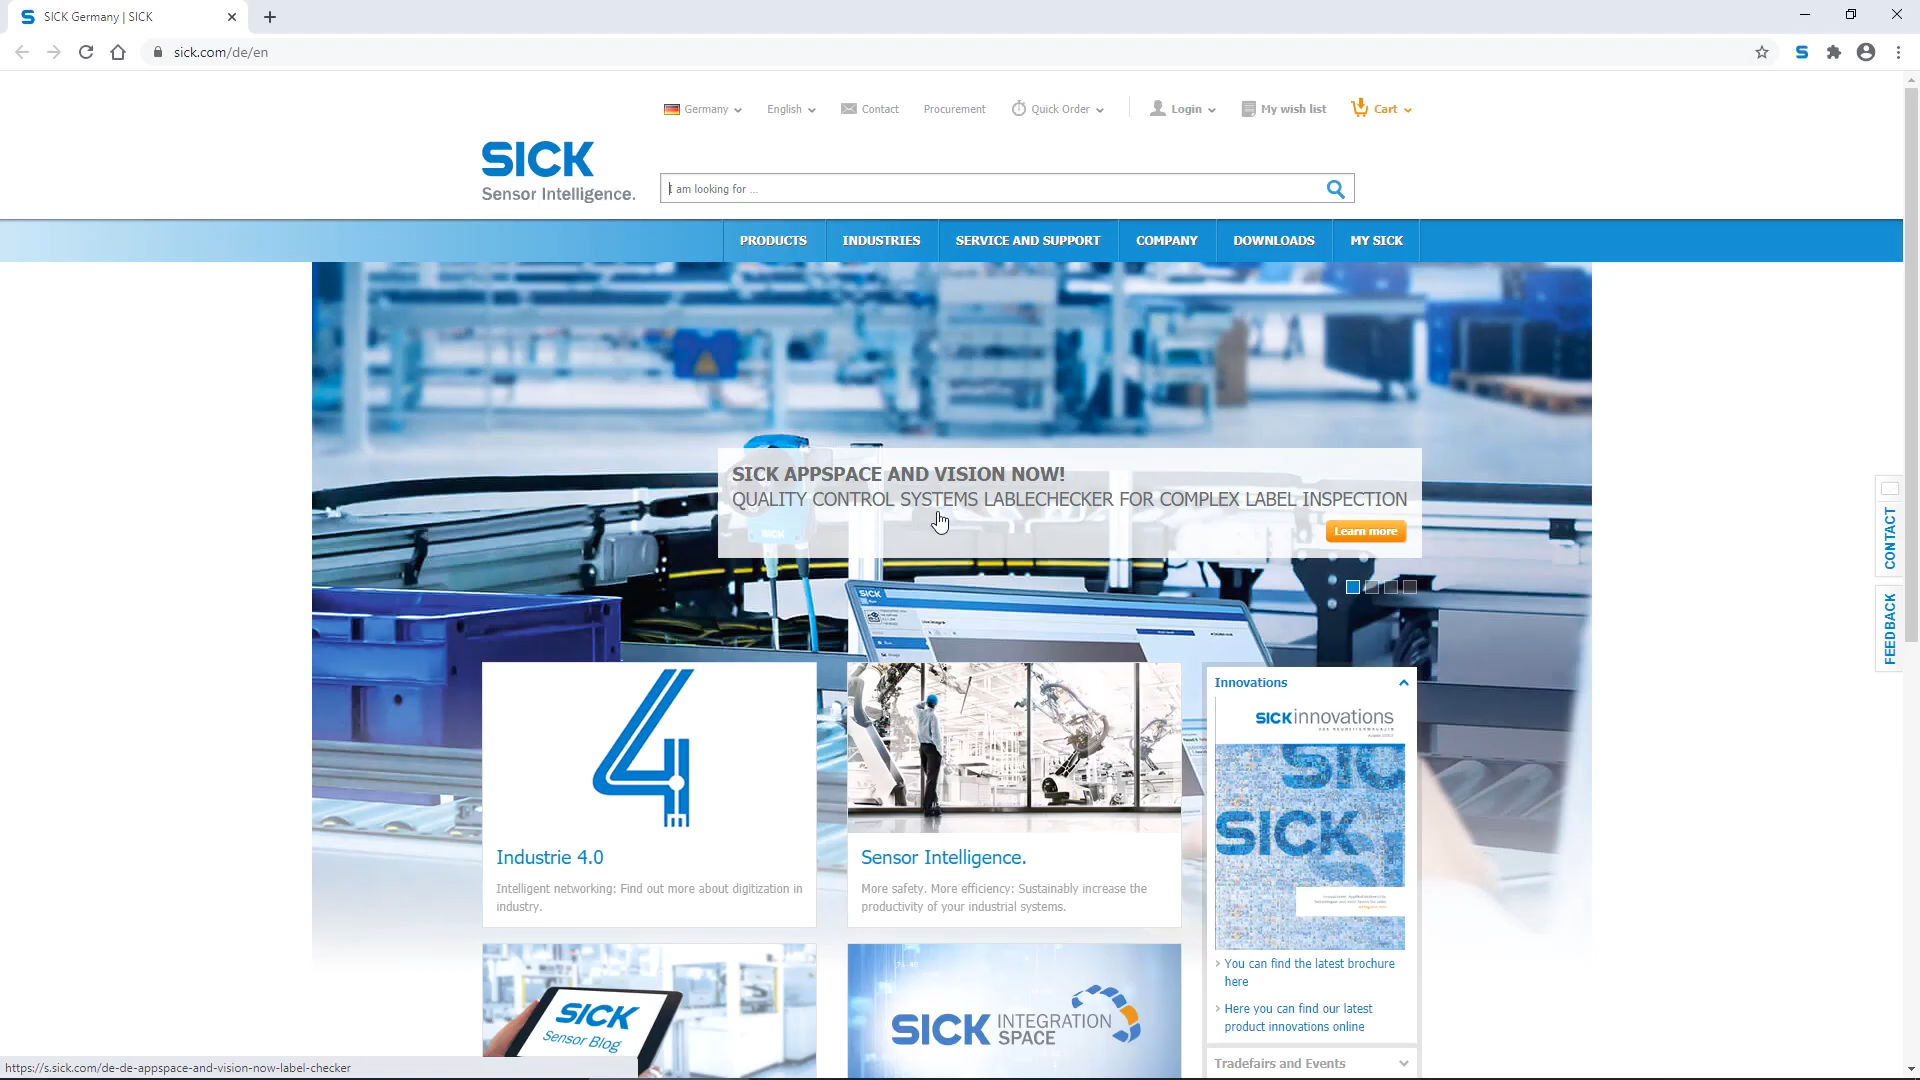 SICK Germany | SICK
sick.com/de/en
Germany
English
Contact
Procurement
Quick Order
Login
My wish list
Cart
SICK
Sensor Intelligence.
I am looking for ...
PRODUCTS
INDUSTRIES
SERVICE AND SUPPORT
COMPANY
DOWNLOADS
MY SICK
SICK APPSPACE AND VISION NOW!
QUALITY CONTROL SYSTEMS LABLECHECKER FOR COMPLEX LABEL INSPECTION
Learn more
SICK
SICK
CONTACT
FEEDBACK
4
Industrie 4.0
Intelligent networking: Find out more about digitization in
industry.
Sensor Intelligence.
More safety. More efficiency: Sustainably increase the
productivity of your industrial systems.
Innovations
SICKinnovations
SICK
You can find the latest brochure
here
Here you can find our latest
product innovations online
Tradefairs and Events
SICK
Sensor Blog
SICK INTEGRATION
SPACE
https://s.sick.com/de-de-appspace-and-vision-now-label-checker